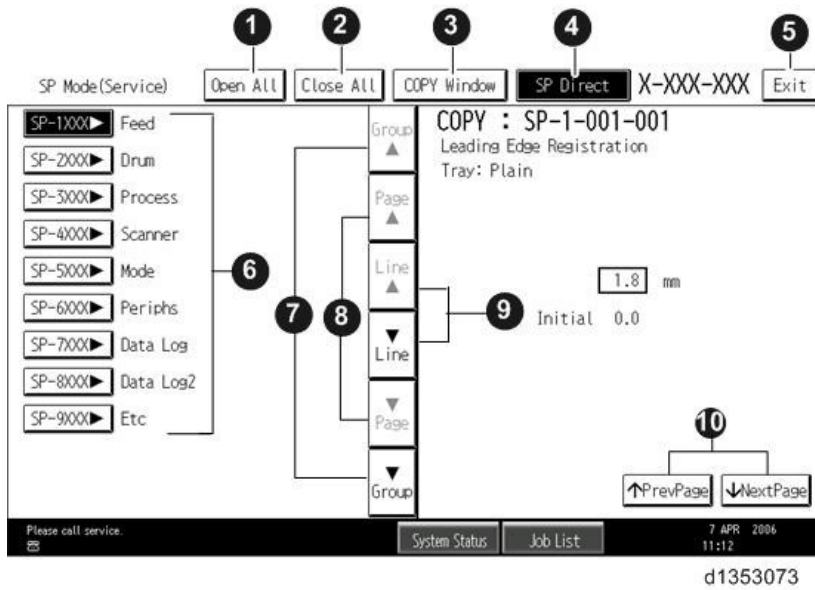 1 2 3 4 5
SP Mode(Service) Open All Close All COPY Window SP Direct X-XXX-XXX Exit
SP-1XXX▶ Feed
SP-2XXX▶ Drum
SP-3XXX▶ Process
SP-4XXX▶ Scanner
SP-5XXX▶ Mode
SP-6XXX▶ Periphs
SP-7XXX▶ Data Log
SP-8XXX▶ Data Log2
SP-9XXX▶ Etc
6
7
8
Group
▲
Page
▲
Line
▲
▼
Line
▼
Page
▼
Group
9
COPY : SP-1-001-001
Leading Edge Registration
Tray: Plain
1.8 mm
Initial 0.0
10
↑PrevPage ↓NextPage
Please call service.
System Status Job List
7 APR 2006
11:12
d1353073